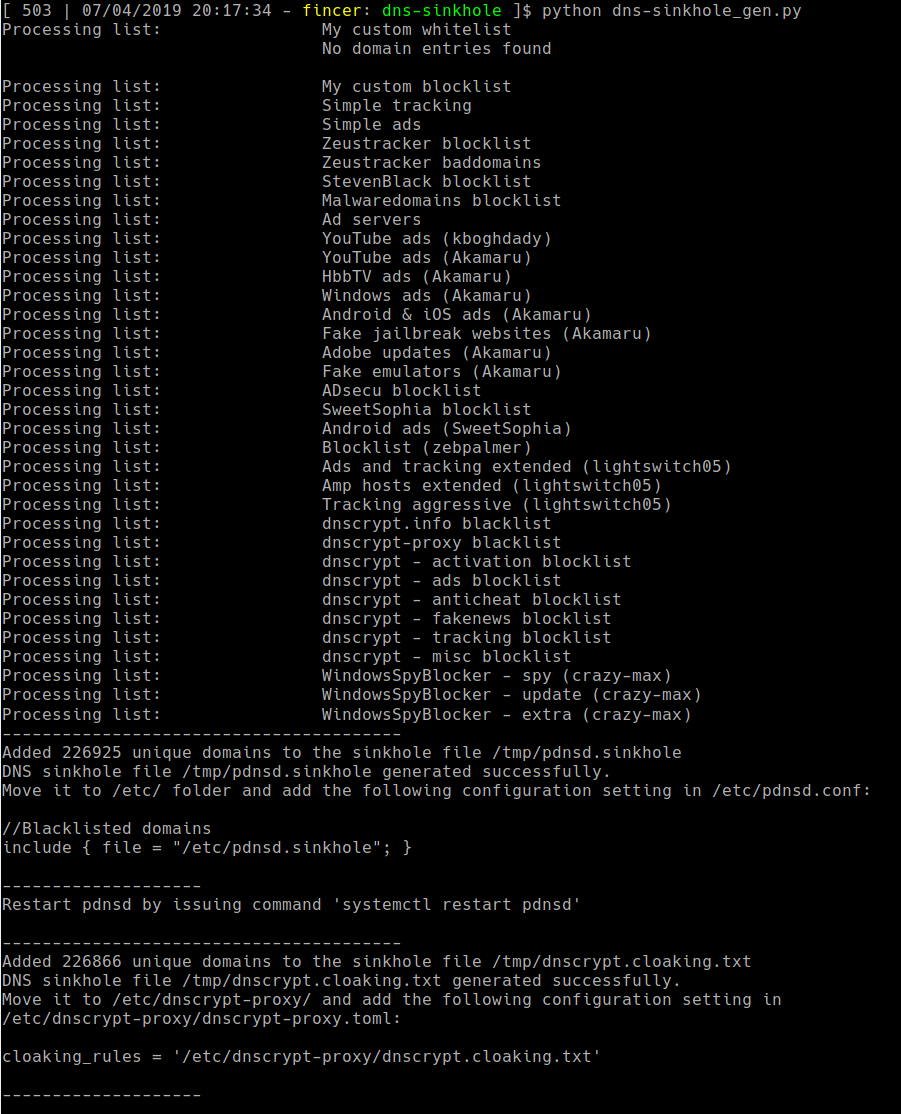 [ 503 | 07/04/2019 20:17:34 - fincer: dns-sinkhole ]$ python dns-sinkhole_gen.py
Processing list: My custom whitelist
No domain entries found
Processing list: My custom blocklist
Processing list: Simple tracking
Processing list: Simple ads
Processing list: Zeustracker blocklist
Processing list: Zeustracker baddomains
Processing list: StevenBlack blocklist
Processing list: Malwaredomains blocklist
Processing list: Ad servers
Processing list: YouTube ads (kboghdady)
Processing list: YouTube ads (Akamaru)
Processing list: HbbTV ads (Akamaru)
Processing list: Windows ads (Akamaru)
Processing list: Android & iOS ads (Akamaru)
Processing list: Fake jailbreak websites (Akamaru)
Processing list: Adobe updates (Akamaru)
Processing list: Fake emulators (Akamaru)
Processing list: ADsecu blocklist
Processing list: SweetSophia blocklist
Processing list: Android ads (SweetSophia)
Processing list: Blocklist (zebpalmer)
Processing list: Ads and tracking extended (lightswitch05)
Processing list: Amp hosts extended (lightswitch05)
Processing list: Tracking aggressive (lightswitch05)
Processing list: dnscrypt.info blacklist
Processing list: dnscrypt-proxy blacklist
Processing list: dnscrypt - activation blocklist
Processing list: dnscrypt - ads blocklist
Processing list: dnscrypt - anticheat blocklist
Processing list: dnscrypt - fakenews blocklist
Processing list: dnscrypt - tracking blocklist
Processing list: dnscrypt - misc blocklist
Processing list: WindowsSpyBlocker - spy (crazy-max)
Processing list: WindowsSpyBlocker - update (crazy-max)
Processing list: WindowsSpyBlocker - extra (crazy-max)
----------------------------------------
Added 226925 unique domains to the sinkhole file /tmp/pdnsd.sinkhole
DNS sinkhole file /tmp/pdnsd.sinkhole generated successfully.
Move it to /etc/ folder and add the following configuration setting in /etc/pdnsd.conf:
//Blacklisted domains
include { file = "/etc/pdnsd.sinkhole"; }
--------------------
Restart pdnsd by issuing command 'systemctl restart pdnsd'
----------------------------------------
Added 226866 unique domains to the sinkhole file /tmp/dnscrypt.cloaking.txt
DNS sinkhole file /tmp/dnscrypt.cloaking.txt generated successfully.
Move it to /etc/dnscrypt-proxy/ and add the following configuration setting in
/etc/dnscrypt-proxy/dnscrypt-proxy.toml:
cloaking_rules = '/etc/dnscrypt-proxy/dnscrypt.cloaking.txt'
--------------------